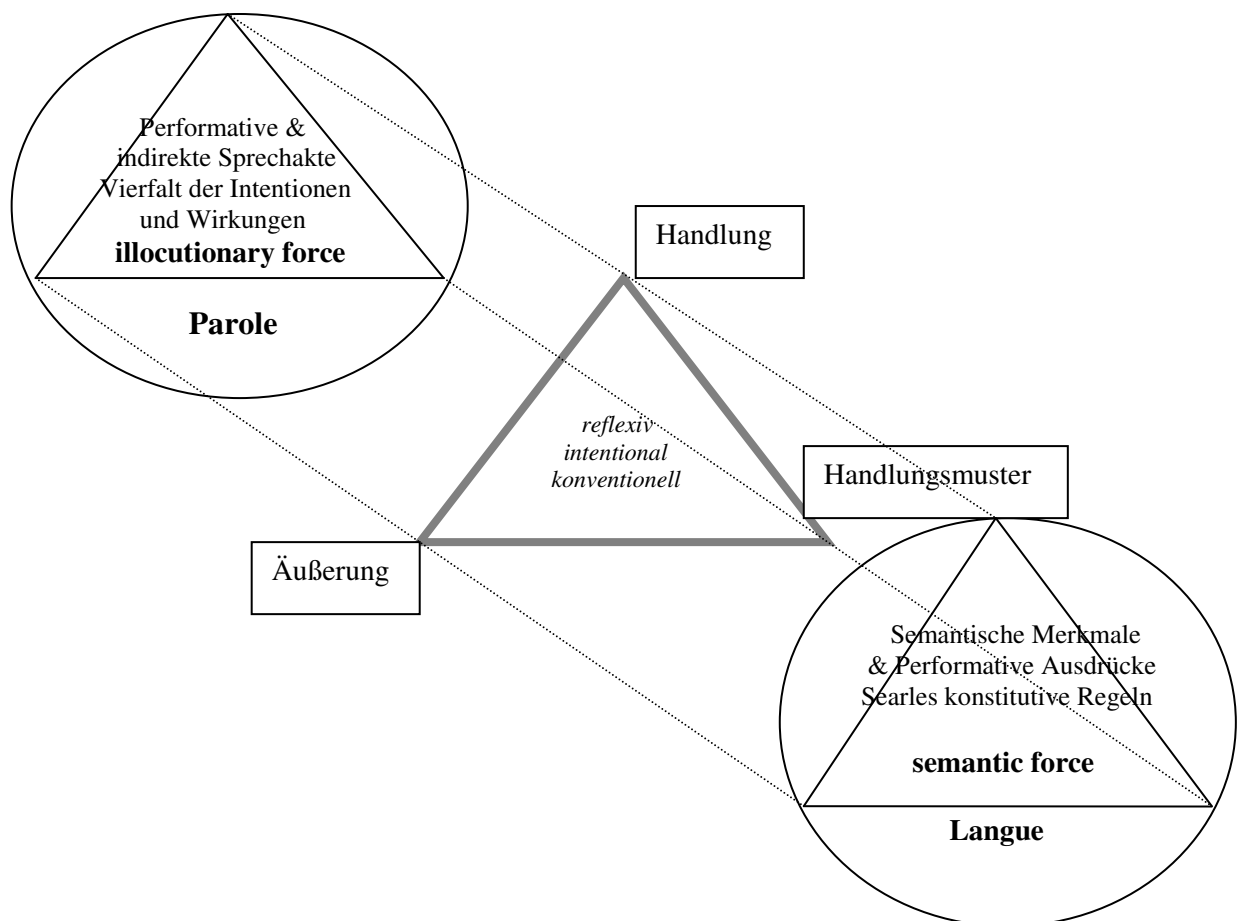 Performative &
indirekte Sprechakte
Vierfalt der Intentionen
und Wirkungen
illocutionary force
Parole
Handlung
reflexiv
intentional
konventionell
Handlungsmuster
Äußerung
Semantische Merkmale
& Performative Ausdrücke
Searles konstitutive Regeln
semantic force
Langue